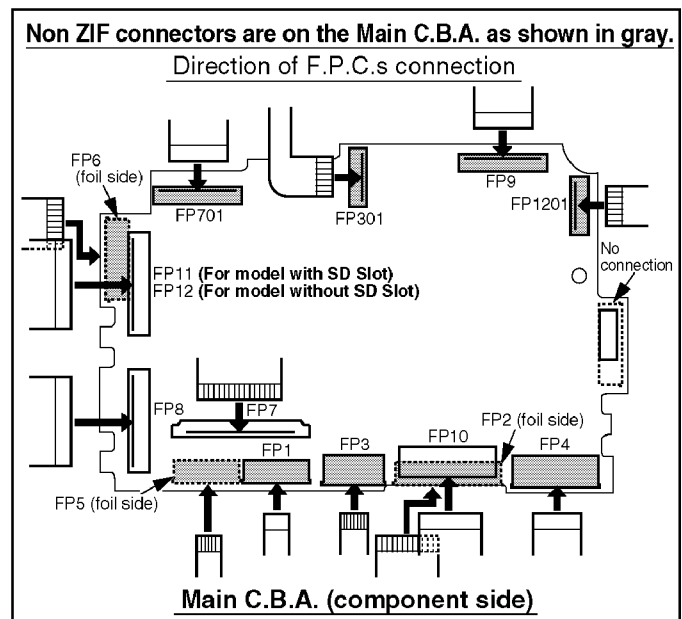 Non ZIF connectors are on the Main C.B.A. as shown in gray.
Direction of F.P.C.s connection
FP6
(foil side)
FP701
FP301
FP9
FP1201
No
connection
FP11 (For model with SD Slot)
FP12 (For model without SD Slot)
FP8
FP7
FP1
FP3
FP10
FP2 (foil side)
FP4
FP5 (foil side)
Main C.B.A. (component side)